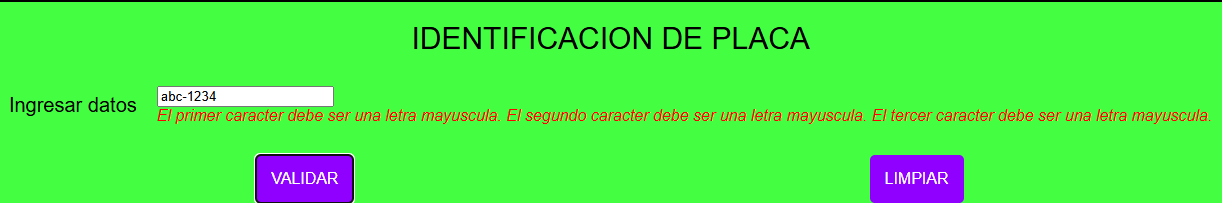 IDENTIFICACION DE PLACA
Ingresar datos
abc-1234
El primer caracter debe ser una letra mayuscula. El segundo caracter debe ser una letra mayuscula. El tercer caracter debe ser una letra mayuscula.
VALIDAR
LIMPIAR